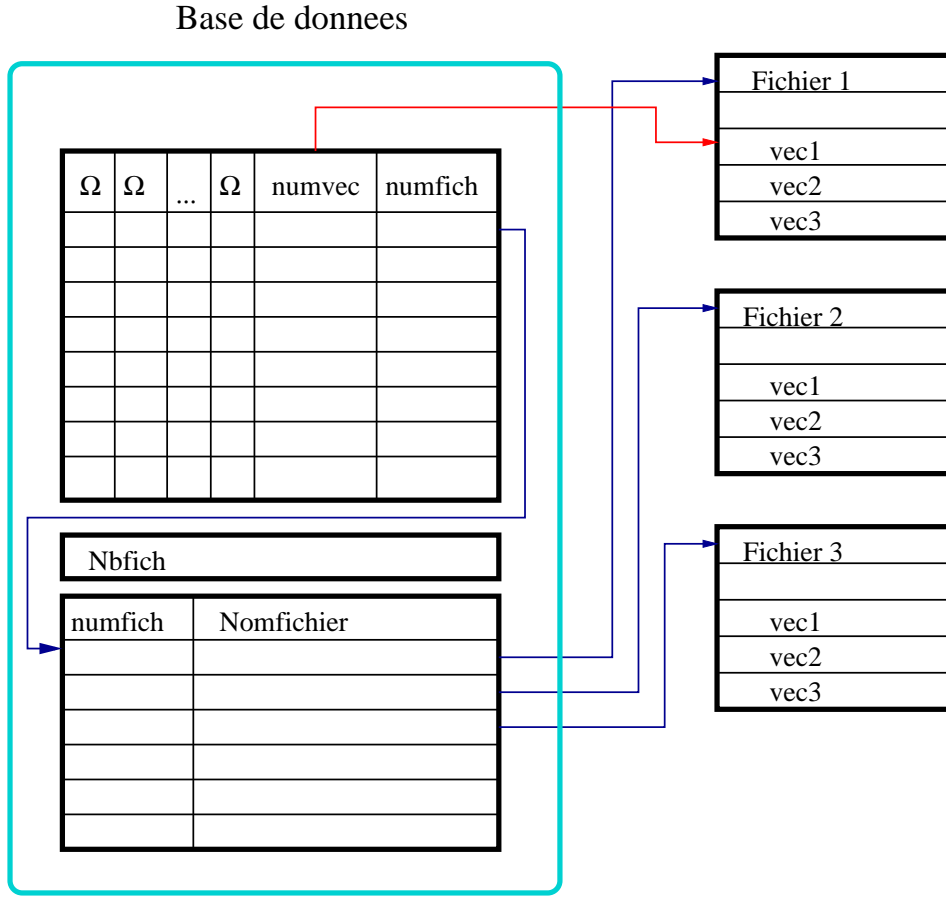 Base de donnees
Ω Ω ... Ω numvec numfich
Nbfich
numfich Nomfichier
Fichier 1
vec1
vec2
vec3
Fichier 2
vec1
vec2
vec3
Fichier 3
vec1
vec2
vec3